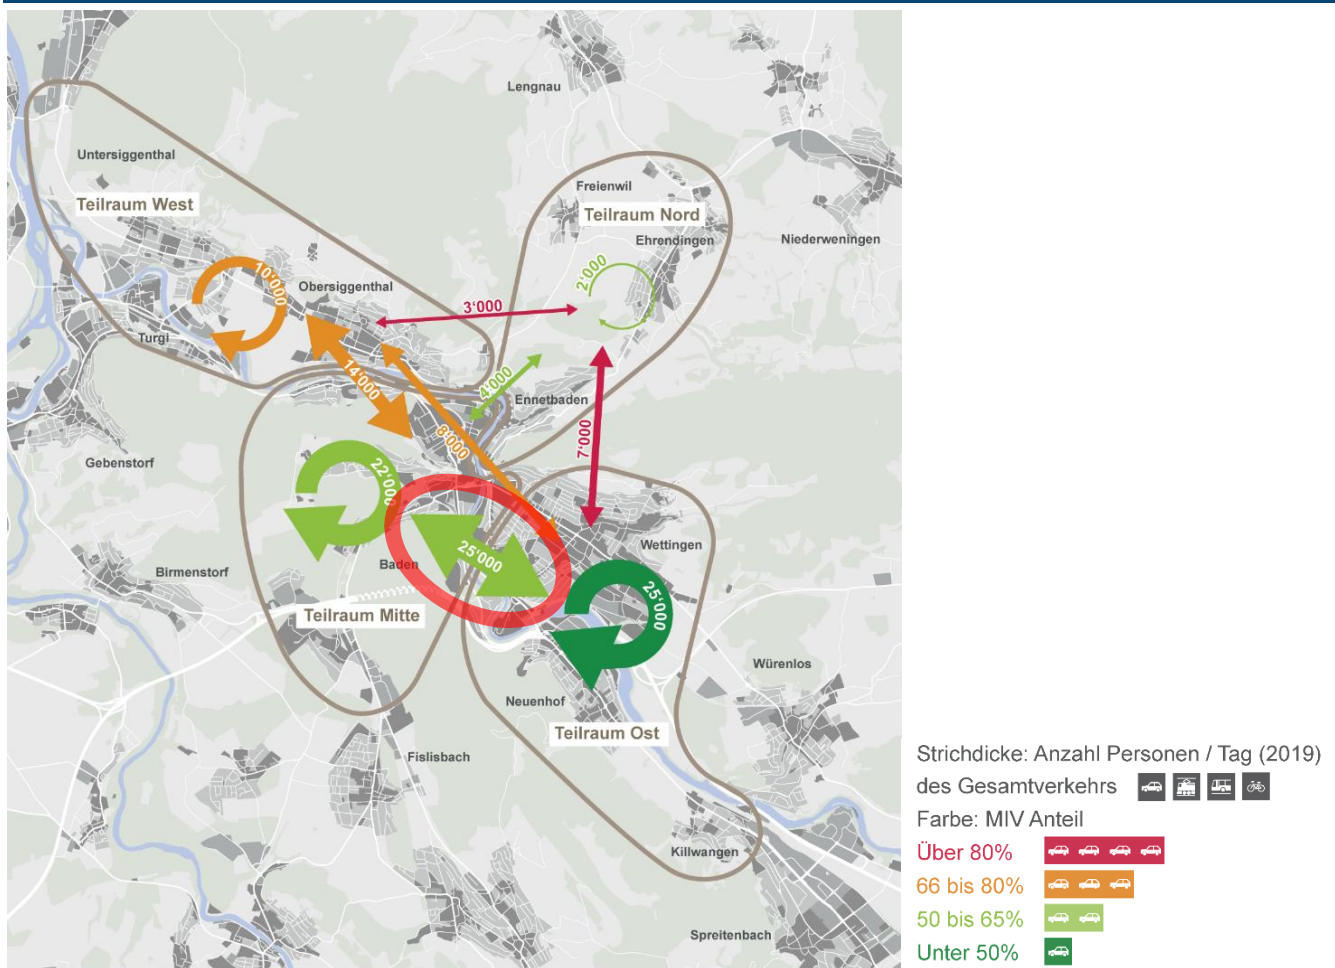 Lengnau
Untersiggenthal
Freienwil
Teilraum West
Teilraum Nord
Ehrendingen
Niederweningen
10'000
2'000
Obersiggenthal
3'000
Turgi
14'000
4'000
Ennetbaden
8'000
7'000
Gebenstorf
22'000
25'000
Wettingen
Baden
Birmenstorf
25'000
Teilraum Mitte
Würenlos
Neuenhof
Teilraum Ost
Fislisbach
Killwangen
Spreitenbach
Strichdicke: Anzahl Personen / Tag (2019)
des Gesamtverkehrs
Farbe: MIV Anteil
Über 80%
66 bis 80%
50 bis 65%
Unter 50%